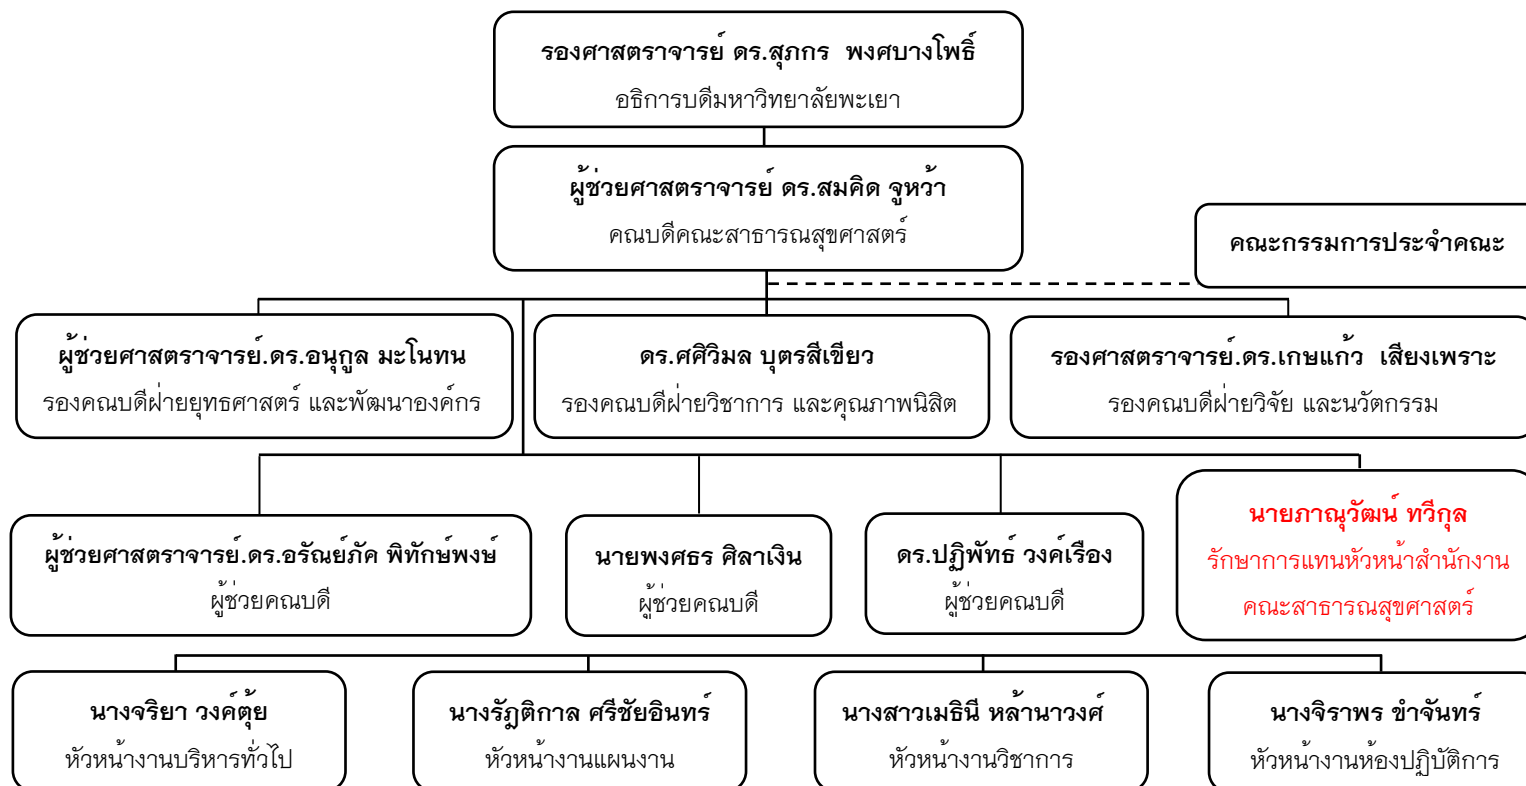 รองศาสตราจารย์ ดร.สุภกร พงศบางโพธิ์
อธิการบดีมหาวิทยาลัยพะเยา
ผู้ช่วยศาสตราจารย์ ดร.สมคิด จูหว้า
คณบดีคณะสาธารณสุขศาสตร์
คณะกรรมการประจำคณะ
ผู้ช่วยศาสตราจารย์.ดร.อนุกูล มะโนทน
รองคณบดีฝ่ายยุทธศาสตร์ และพัฒนาองค์กร
ดร.ศศิวิมล บุตรสีเขียว
รองคณบดีฝ่ายวิชาการ และคุณภาพนิสิต
รองศาสตราจารย์.ดร.เกษแก้ว เสียงเพราะ
รองคณบดีฝ่ายวิจัย และนวัตกรรม
ผู้ช่วยศาสตราจารย์.ดร.อรัณย์ภัค พิทักษ์พงษ์
ผู้ช่วยคณบดี
นายพงศธร ศิลาเงิน
ผู้ช่วยคณบดี
ดร.ปฏิพัทธ์ วงค์เรือง
ผู้ช่วยคณบดี
นายภาณุวัฒน์ ทวีกุล
รักษาการแทนหัวหน้าสำนักงาน
คณะสาธารณสุขศาสตร์
นางจริยา วงค์ตุ้ย
หัวหน้างานบริหารทั่วไป
นางรัฎติกาล ศรีชัยอินทร์
หัวหน้างานแผนงาน
นางสาวเมธินี หล้านาวงศ์
หัวหน้างานวิชาการ
นางจิราพร ขำจันทร์
หัวหน้างานห้องปฏิบัติการ